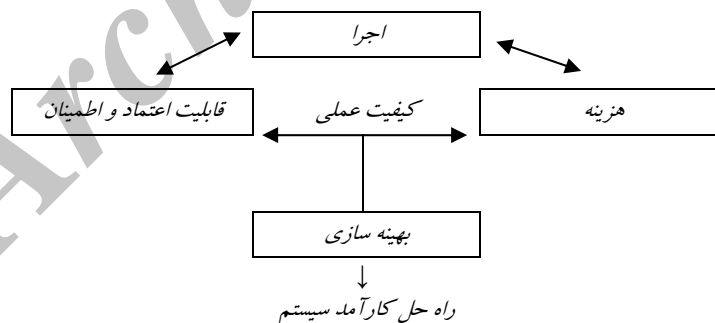 اجرا
قابلیت اعتماد و اطمینان
کیفیت عملی
هزینه
بهینه سازی
↓
راه حل کارآمد سیستم